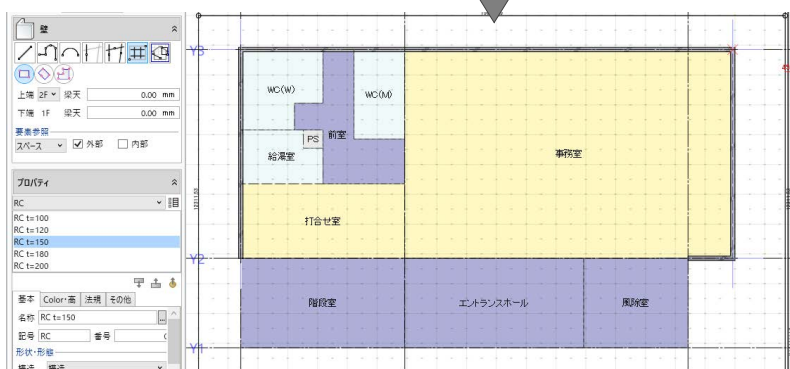 壁
上端 2F 梁天 0.00 mm
下端 1F 梁天 0.00 mm
要素参照
スペース 外部 内部
プロパティ
RC
RC t=100
RC t=120
RC t=150
RC t=180
RC t=200
基本 Color・高 法規 その他
名称 RC t=150 ...
記号 RC 番号
形状・形態
構造 構造
Y3
WC(W)
WC(M)
PS
前室
給湯室
事務室
打合せ室
Y2
階段室
エントランスホール
風除室
Y1